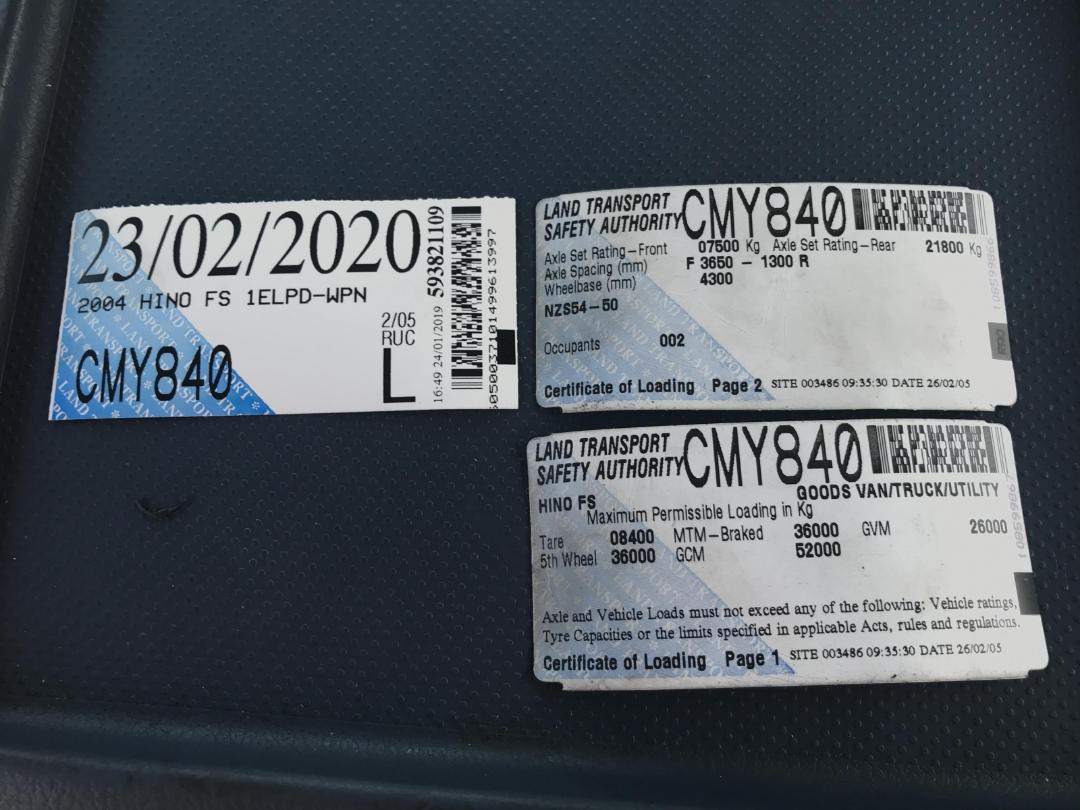 23/02/2020
2004 HINO FS 1ELPD-WPN
2/05
RUC
CMY840
L
16:49 24/01/2019
593821109
LAND TRANSPORT
SAFETY AUTHORITY
CMY840
Axle Set Rating-Front 07500 Kg Axle Set Rating-Rear 21800 Kg
Axle Spacing (mm) F 3650 - 1300 R
Wheelbase (mm) 4300
NZS54-50
Occupants 002
Certificate of Loading Page 2 SITE 003486 09:35:30 DATE 26/02/05
LAND TRANSPORT
SAFETY AUTHORITY
CMY840
GOODS VAN/TRUCK/UTILITY
HINO FS
Maximum Permissible Loading in Kg
Tare 08400 MTM-Braked 36000 GVM 26000
5th Wheel 36000 GCM 52000
Axle and Vehicle Loads must not exceed any of the following: Vehicle ratings,
Tyre Capacities or the limits specified in applicable Acts, rules and regulations.
Certificate of Loading Page 1 SITE 003486 09:35:30 DATE 26/02/05